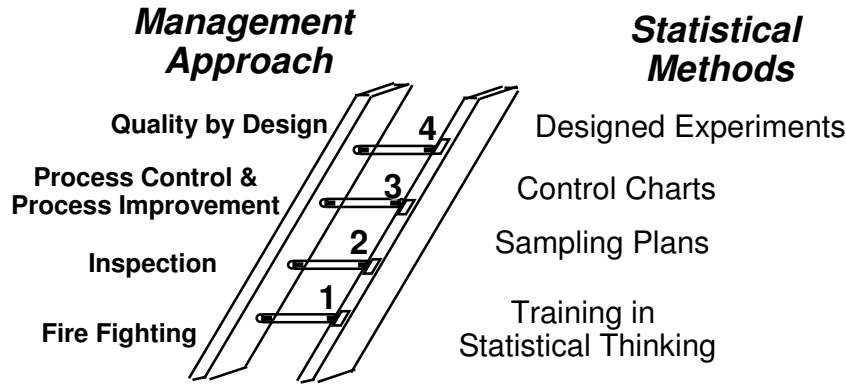 Management
Approach
Statistical
Methods
Quality by Design
4
Designed Experiments
Process Control &
Process Improvement
3
Control Charts
Inspection
2
Sampling Plans
Fire Fighting
1
Training in
Statistical Thinking